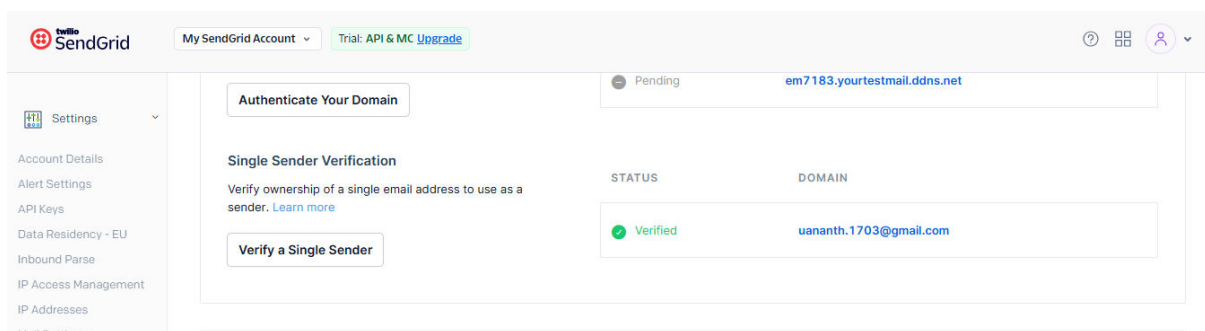 twilio
SendGrid
My SendGrid Account
Trial: API & MC Upgrade
Settings
Account Details
Alert Settings
API Keys
Data Residency - EU
Inbound Parse
IP Access Management
IP Addresses
Authenticate Your Domain
Pending
em7183.yourtestmail.ddns.net
Single Sender Verification
Verify ownership of a single email address to use as a
sender. Learn more
Verify a Single Sender
STATUS
DOMAIN
Verified
uananth.1703@gmail.com